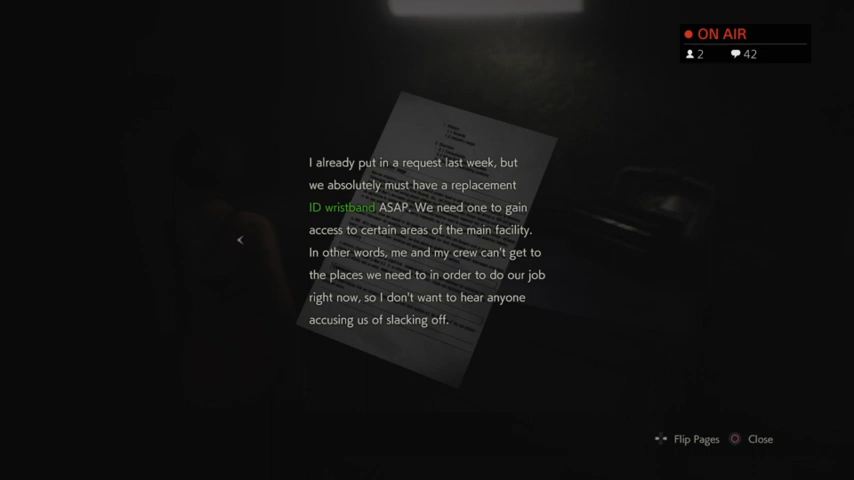 ON AIR
2 42
I already put in a request last week, but
we absolutely must have a replacement
ID wristband ASAP. We need one to gain
access to certain areas of the main facility.
In other words, me and my crew can't get to
the places we need to in order to do our job
right now, so I don't want to hear anyone
accusing us of slacking off.
Flip Pages Close